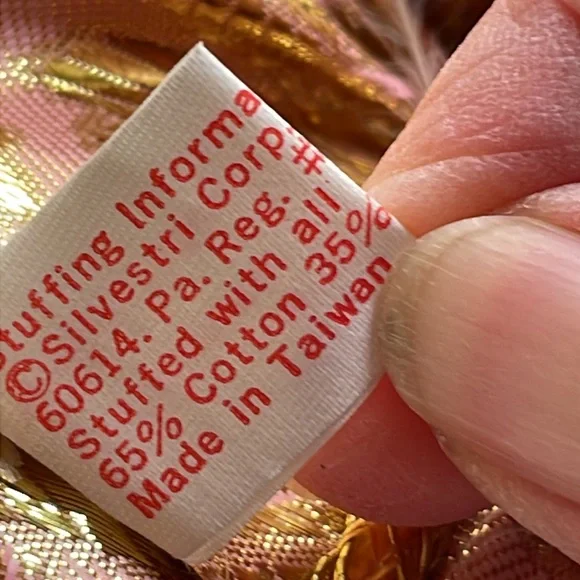 Stuffing Informa
©Silvestri Corp.
60614. Pa. Reg. #
Stuffed with all
65% Cotton 35%
Made in Taiwan